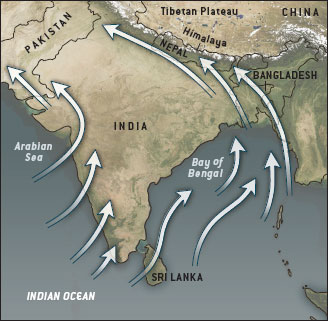 Tibetan Plateau
CHINA
Himalaya
PAKISTAN
NEPAL
BANGLADESH
INDIA
Arabian
Sea
Bay of
Bengal
SRI LANKA
INDIAN OCEAN